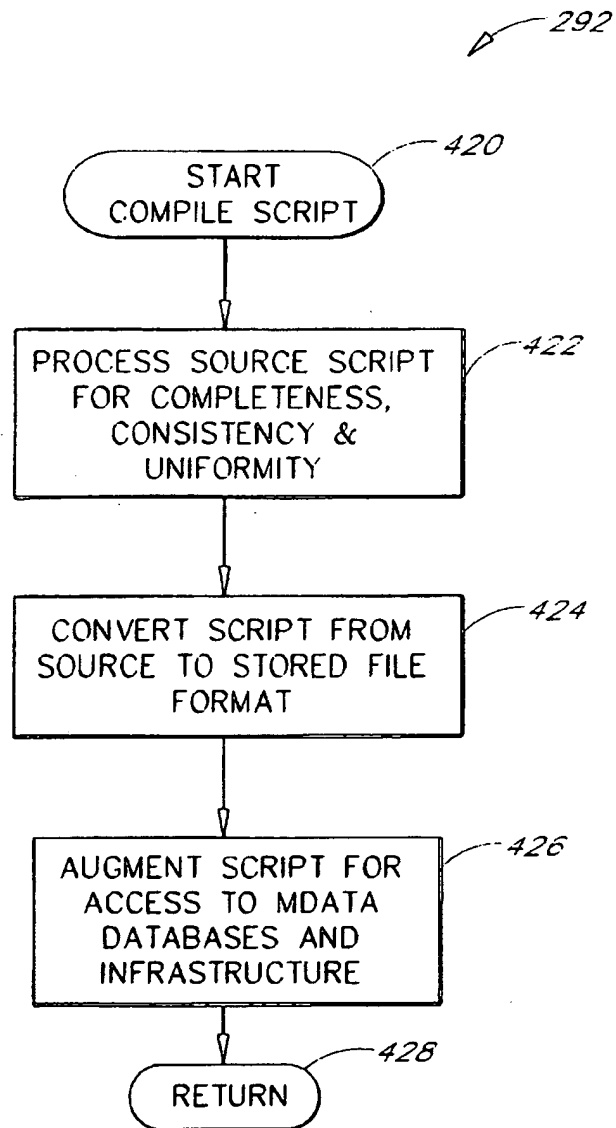 292
420
START
COMPILE SCRIPT
422
PROCESS SOURCE SCRIPT
FOR COMPLETENESS,
CONSISTENCY &
UNIFORMITY
424
CONVERT SCRIPT FROM
SOURCE TO STORED FILE
FORMAT
426
AUGMENT SCRIPT FOR
ACCESS TO MDATA
DATABASES AND
INFRASTRUCTURE
428
RETURN